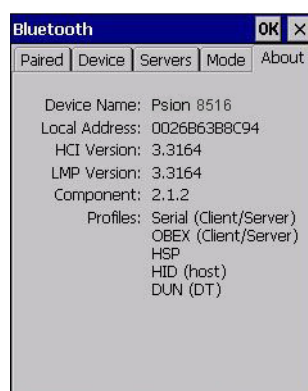 Bluetooth OK ×
Paired Device Servers Mode About
Device Name: Psion 8516
Local Address: 0026B63B8C94
HCI Version: 3.3164
LMP Version: 3.3164
Component: 2.1.2
Profiles: Serial (Client/Server)
OBEX (Client/Server)
HSP
HID (host)
DUN (DT)